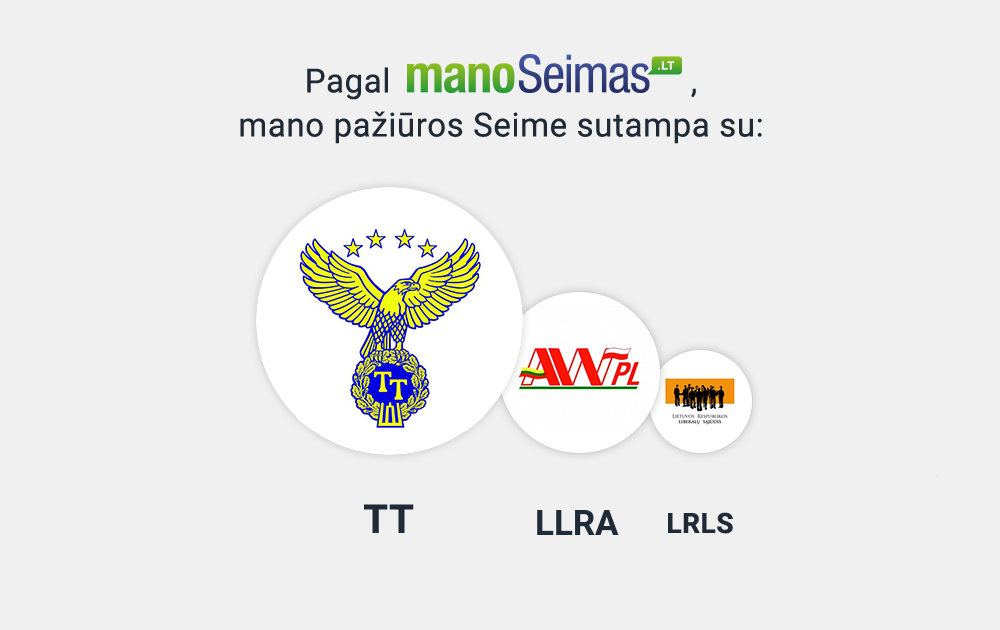 Pagal manoSeimas.LT ,
mano pažiūros Seime sutampa su:
TT
AWPL
LIETUVOS RESPUBLIKOS
LIBERALŲ SĄJŪDIS
TT LLRA LRLS